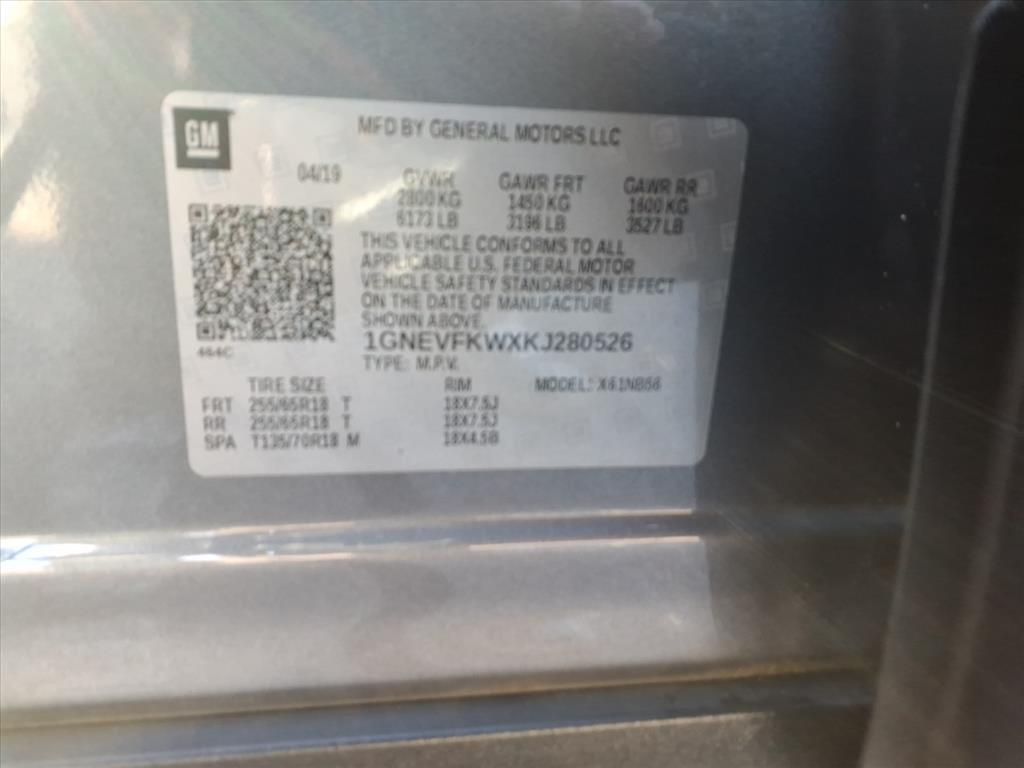 GM
MFD BY GENERAL MOTORS LLC
04/19 GVWR GAWR FRT GAWR RR
2800 KG 1450 KG 1600 KG
6173 LB 3196 LB 3527 LB
THIS VEHICLE CONFORMS TO ALL
APPLICABLE U.S. FEDERAL MOTOR
VEHICLE SAFETY STANDARDS IN EFFECT
ON THE DATE OF MANUFACTURE
SHOWN ABOVE.
464C
1GNEVFKWXKJ280526
TYPE: M.P.V.
TIRE SIZE RIM MODEL: X61NB56
FRT 255/65R18 T 18X7.5J
RR 255/65R18 T 18X7.5J
SPA T135/70R18 M 18X4.5B